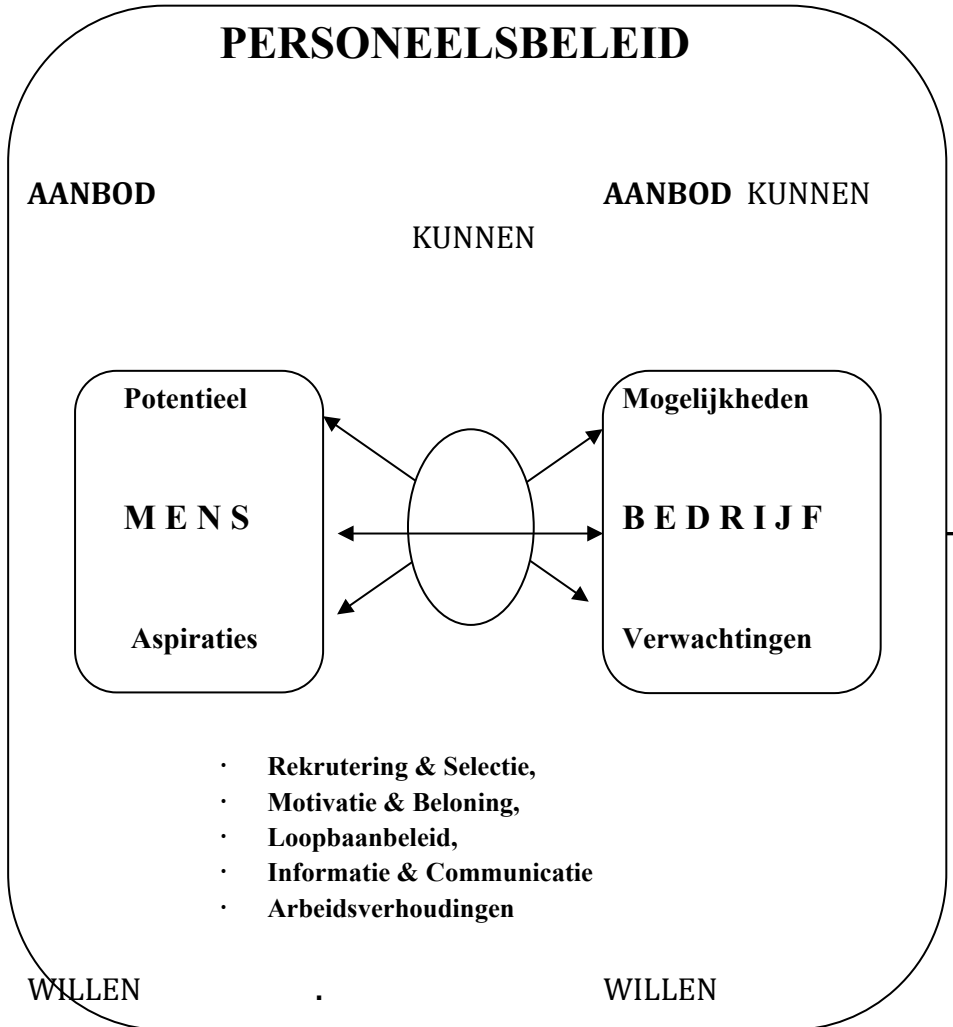 PERSONEELSBELEID
AANBOD AANBOD KUNNEN
KUNNEN
Potentieel Mogelijkheden
M E N S B E D R I J F
Aspiraties Verwachtingen
· Rekrutering & Selectie,
· Motivatie & Beloning,
· Loopbaanbeleid,
· Informatie & Communicatie
· Arbeidsverhoudingen
WILLEN . WILLEN